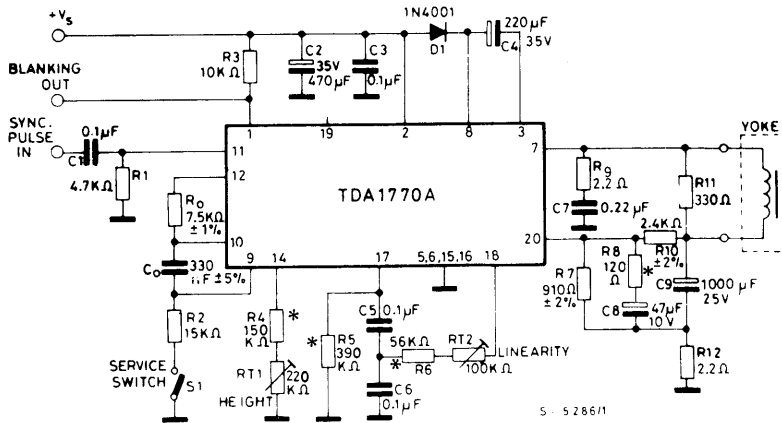 +Vs
1N4001
D1
220µF
C4
35V
R3
10KΩ
C2
35V
470µF
C3
0.1µF
BLANKING
OUT
SYNC.
PULSE
IN
0.1µF
C1
R1
4.7KΩ
1
19
2
8
3
11
12
10
9
14
17
5,6,15,16
18
7
20
TDA1770A
Ro
7.5KΩ
±1%
Co
330
nF ±5%
R2
15KΩ
SERVICE
SWITCH
S1
R4
150
KΩ
*
RT1
220
KΩ
HEIGHT
*
R5
390
KΩ
C5
0.1µF
56KΩ
*
R6
RT2
100KΩ
LINEARITY
C6
0.1µF
YOKE
R9
2.2Ω
C7
0.22µF
R11
330Ω
2.4KΩ
R10
±2%
R7
910Ω
±2%
R8
120
Ω
*
C8
47µF
10V
C9
1000µF
25V
R12
2.2Ω
S-5286/1